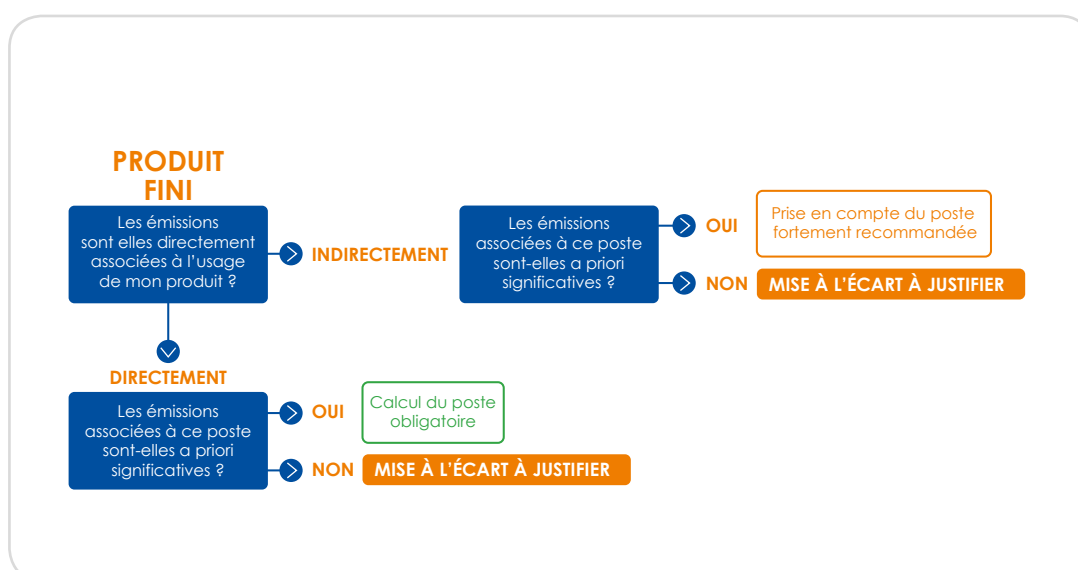 PRODUIT
FINI
Les émissions
sont elles directement
associées à l'usage
de mon produit ?
INDIRECTEMENT
Les émissions
associées à ce poste
sont-elles a priori
significatives ?
OUI
Prise en compte du poste
fortement recommandée
NON
MISE À L'ÉCART À JUSTIFIER
DIRECTEMENT
Les émissions
associées à ce poste
sont-elles a priori
significatives ?
OUI
Calcul du poste
obligatoire
NON
MISE À L'ÉCART À JUSTIFIER